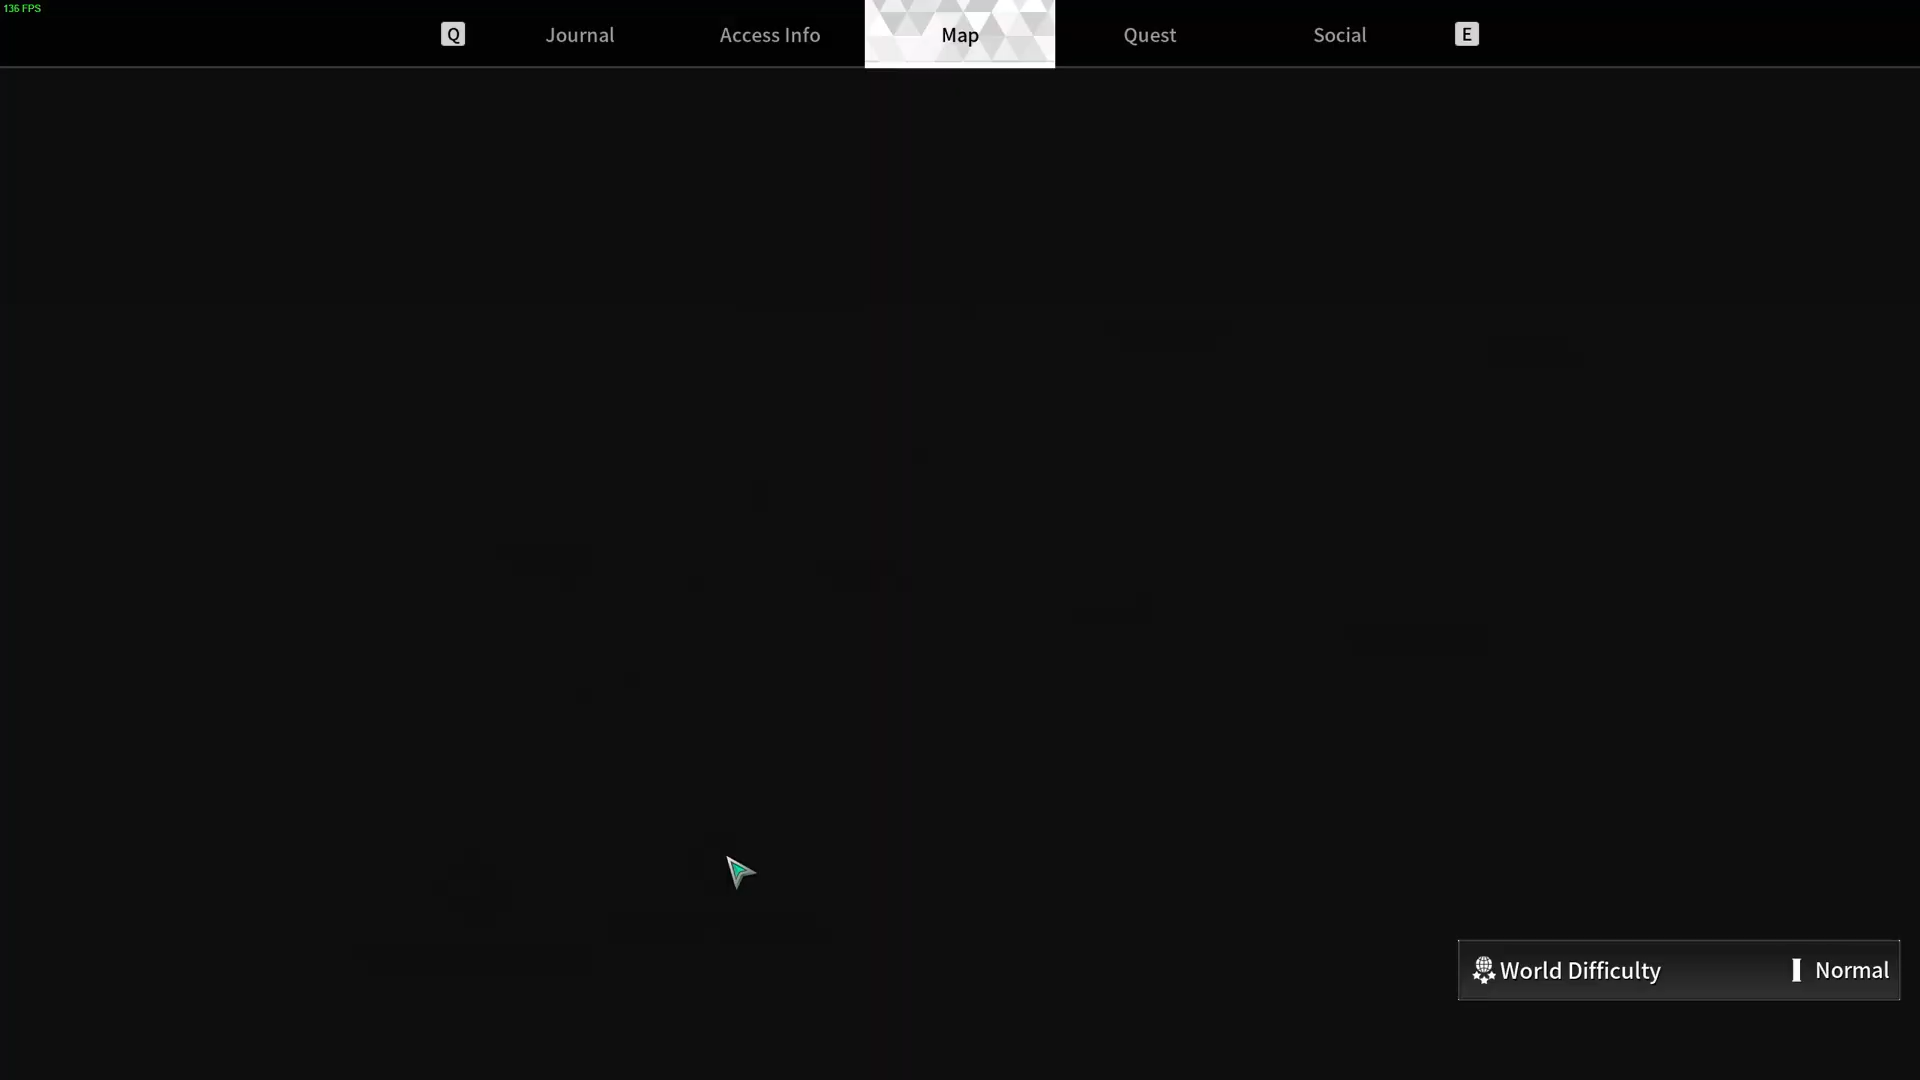 136 FPS
Q Journal Access Info Map Quest Social E
World Difficulty I Normal